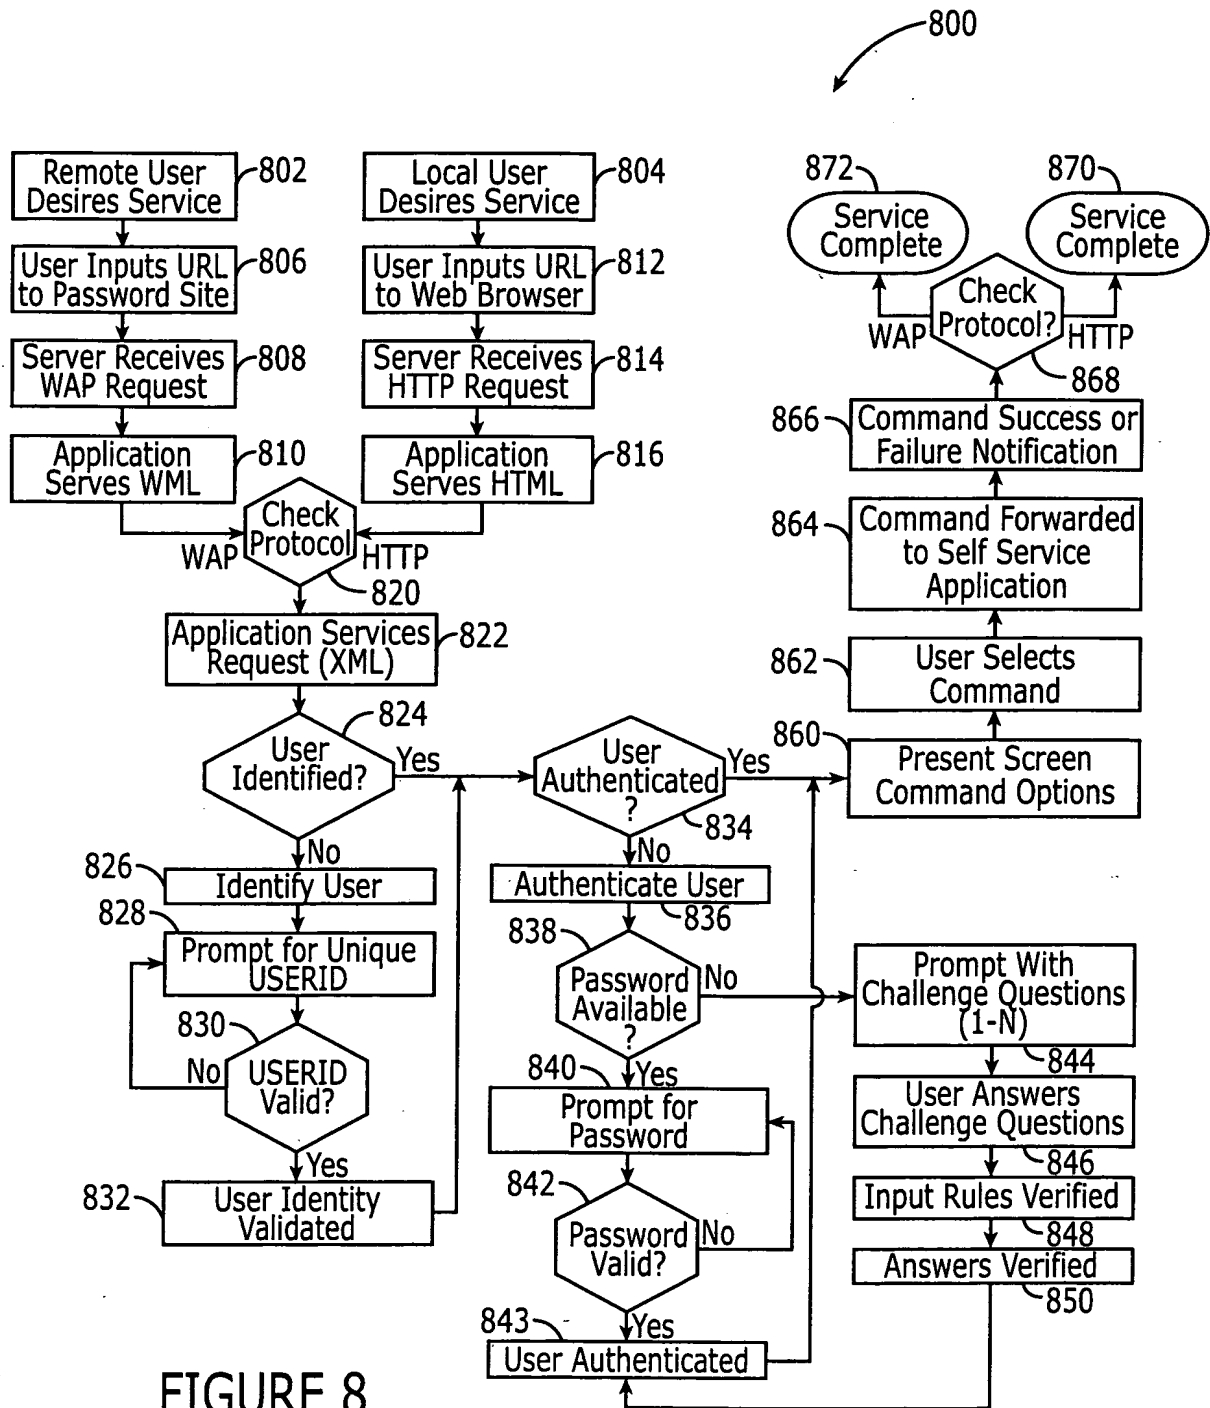 800
Remote User
Desires Service
802
User Inputs URL
to Password Site
806
Server Receives
WAP Request
808
Application
Serves WML
810
Local User
Desires Service
804
User Inputs URL
to Web Browser
812
Server Receives
HTTP Request
814
Application
Serves HTML
816
Check
Protocol
WAP
HTTP
820
Application Services
Request (XML)
822
824
User
Identified?
Yes
No
826
Identify User
828
Prompt for Unique
USERID
830
USERID
Valid?
No
Yes
832
User Identity
Validated
User
Authenticated
?
Yes
834
No
Authenticate User
836
838
Password
Available
?
No
Yes
840
Prompt for
Password
842
Password
Valid?
No
Yes
843
User Authenticated
Prompt With
Challenge Questions
(1-N)
844
User Answers
Challenge Questions
846
Input Rules Verified
848
Answers Verified
850
860
Present Screen
Command Options
862
User Selects
Command
864
Command Forwarded
to Self Service
Application
866
Command Success or
Failure Notification
Check
Protocol?
WAP
HTTP
868
872
Service
Complete
870
Service
Complete
FIGURE 8